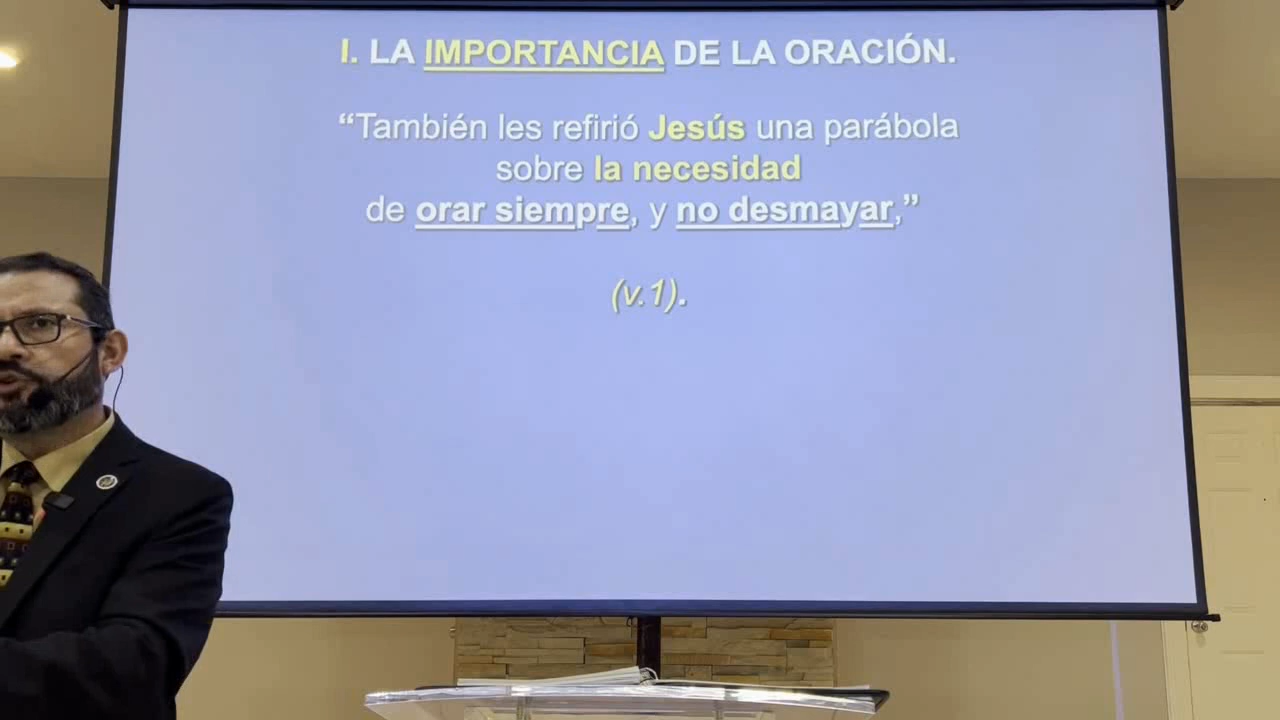 I. LA IMPORTANCIA DE LA ORACIÓN.
“También les refirió Jesús una parábola
sobre la necesidad
de orar siempre, y no desmayar,”
(v.1).